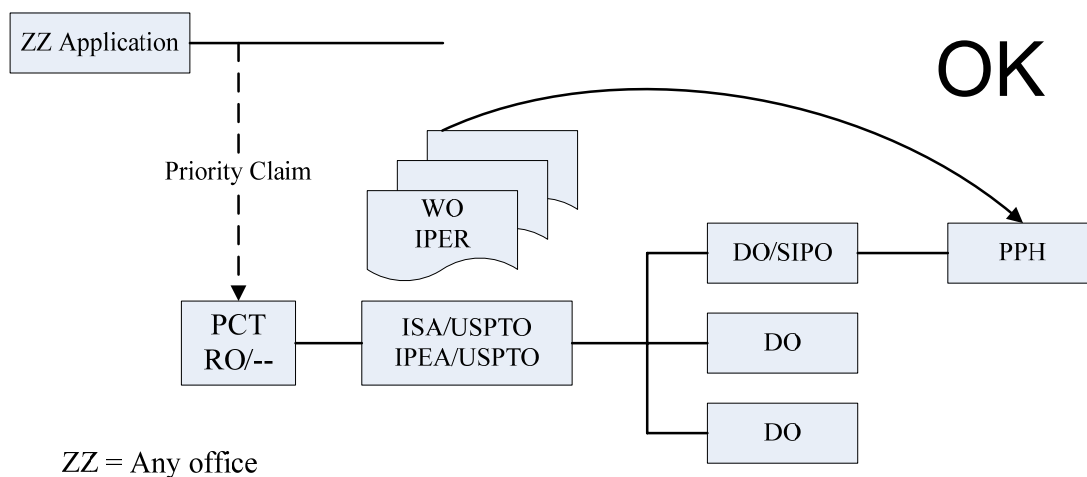 ZZ Application
OK
Priority Claim
WO
IPER
DO/SIPO
PPH
PCT
RO/--
ISA/USPTO
IPEA/USPTO
DO
DO
ZZ = Any office